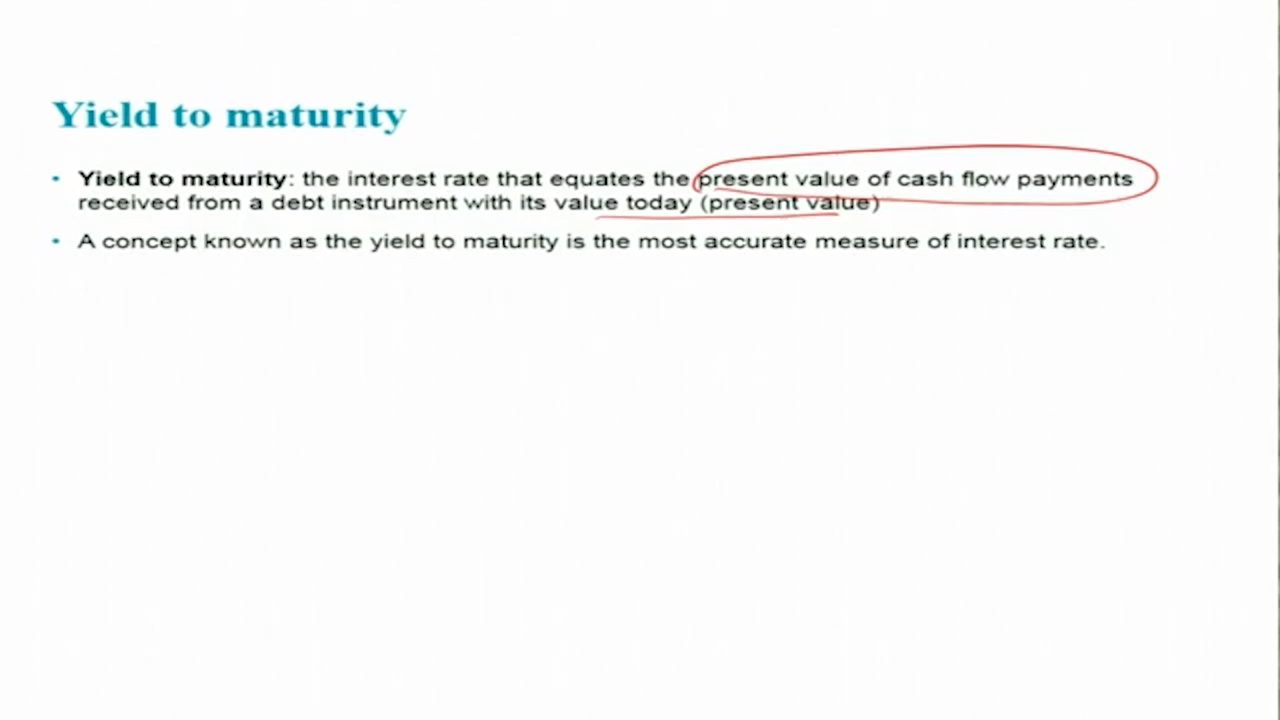 Yield to maturity
• Yield to maturity: the interest rate that equates the present value of cash flow payments
received from a debt instrument with its value today (present value)
• A concept known as the yield to maturity is the most accurate measure of interest rate.